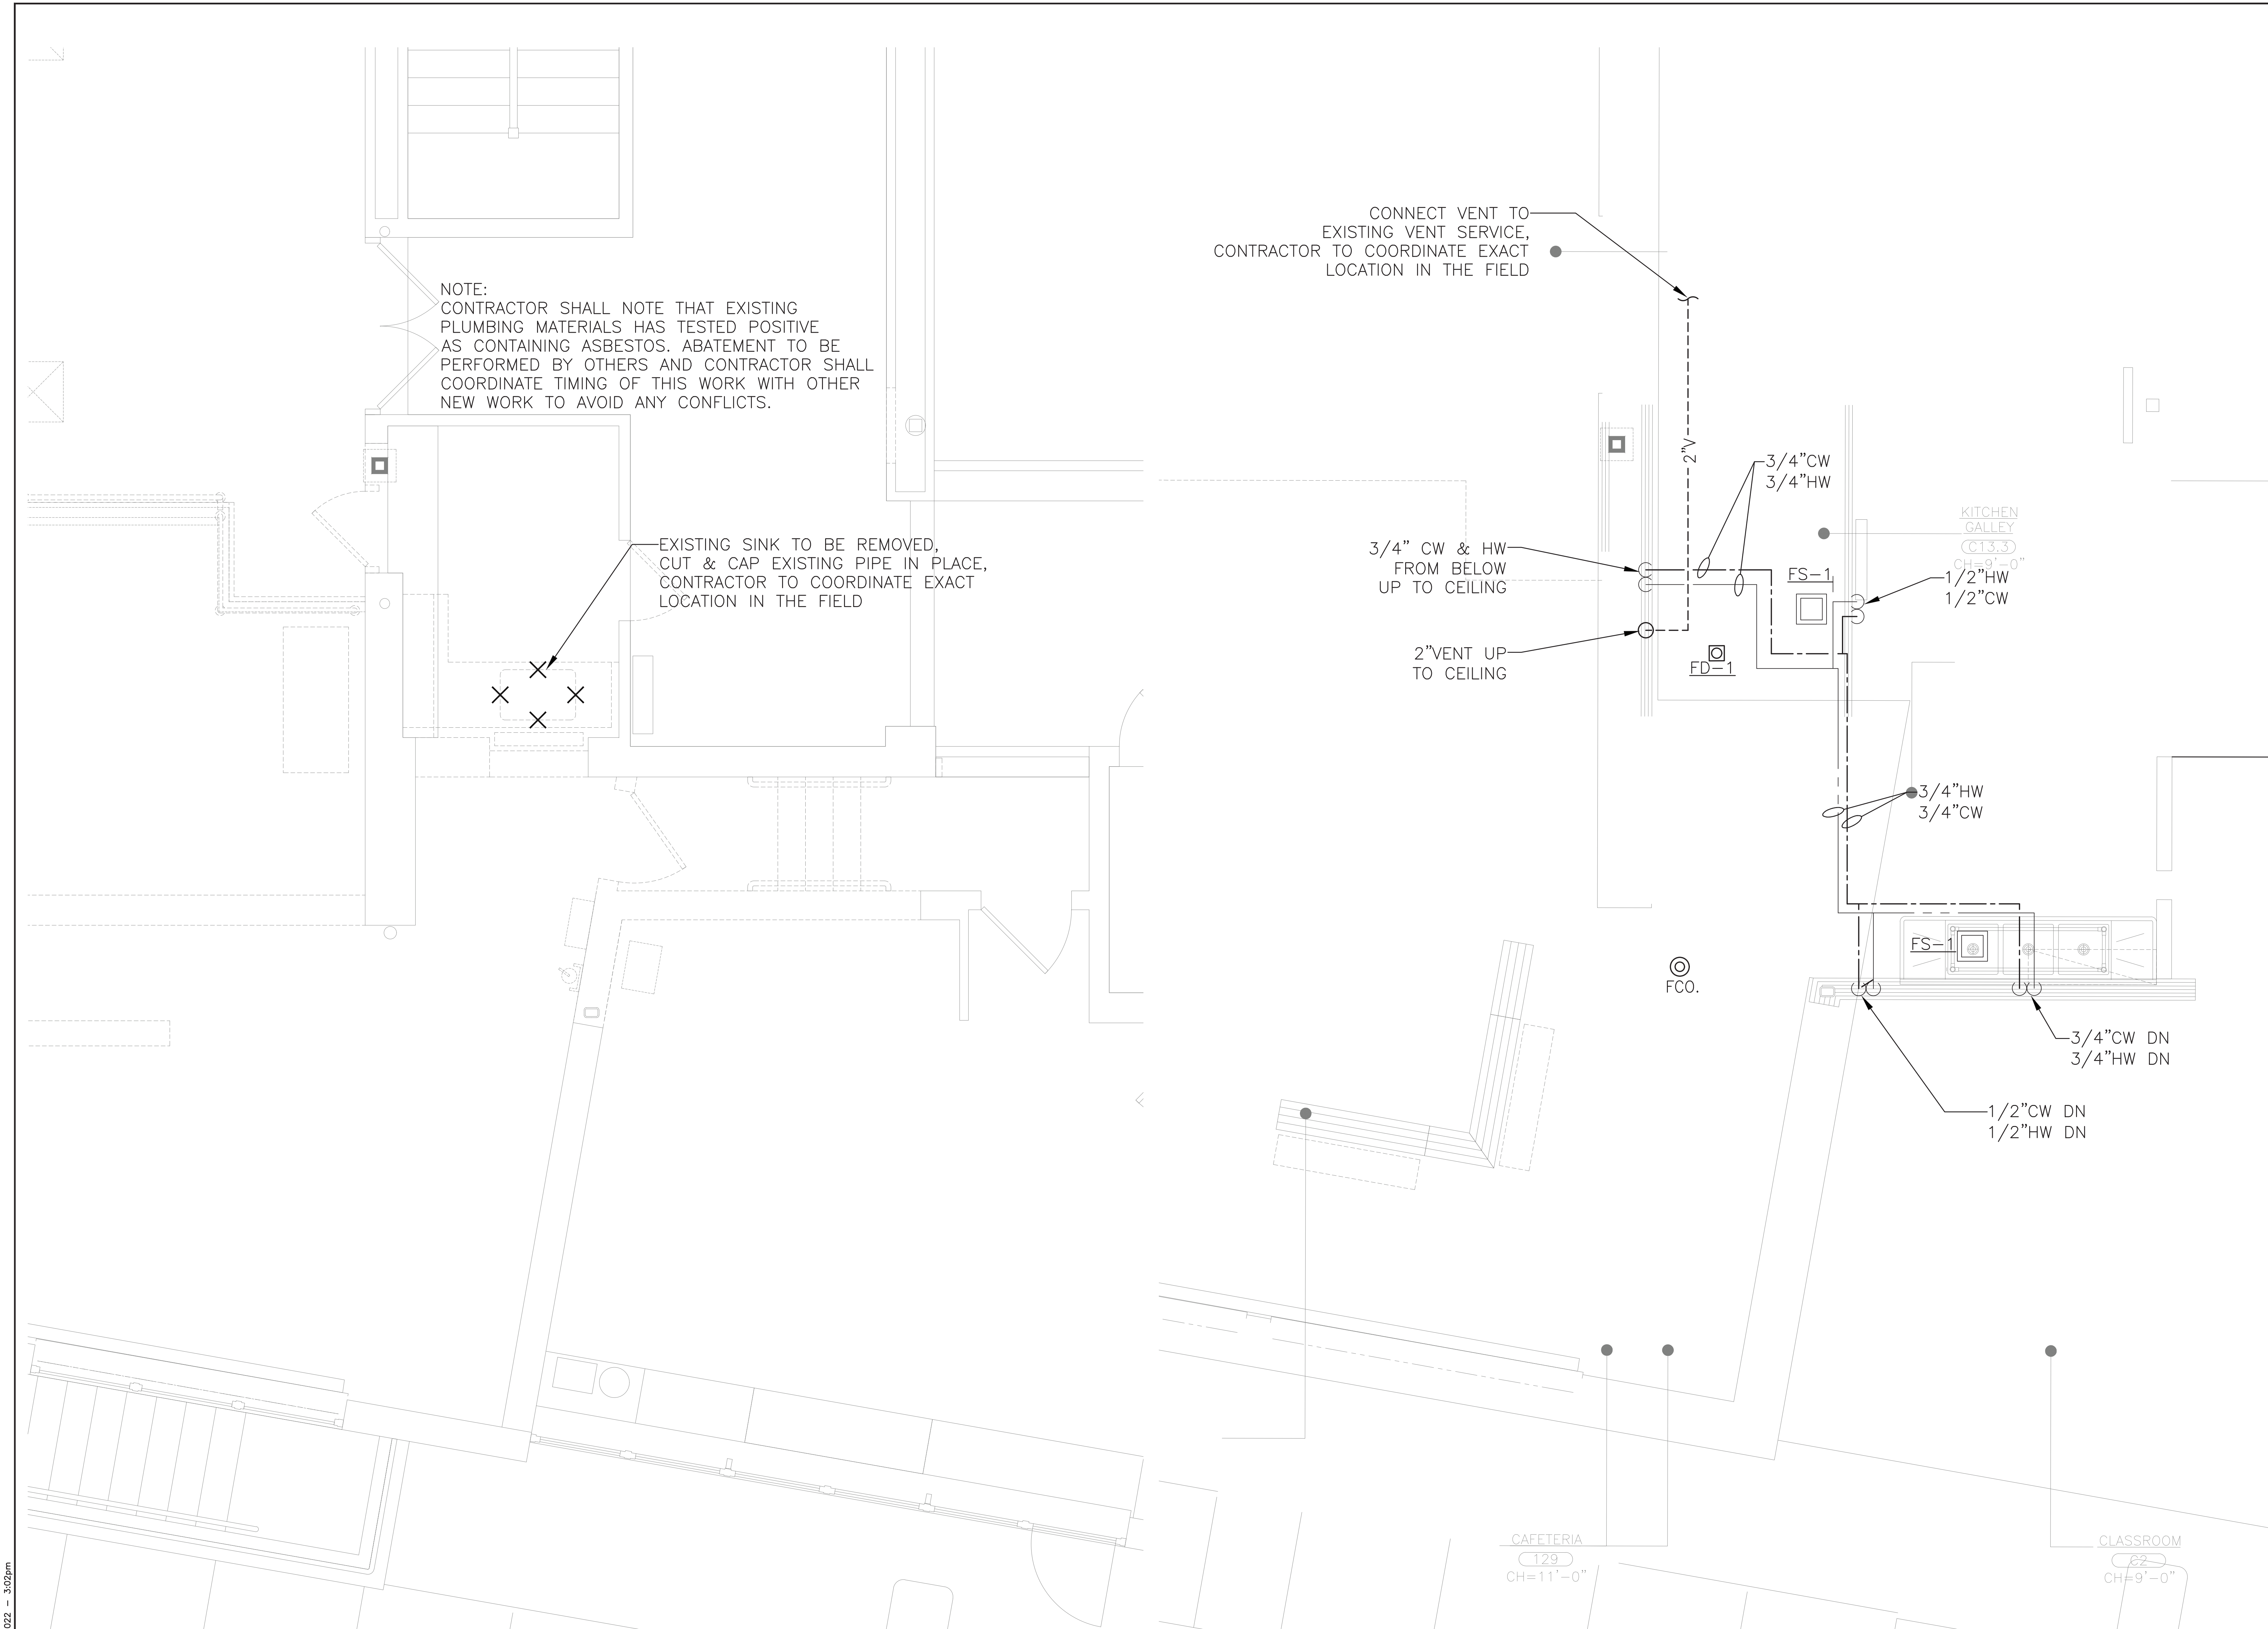 NOTE:
CONTRACTOR SHALL NOTE THAT EXISTING
PLUMBING MATERIALS HAS TESTED POSITIVE
AS CONTAINING ASBESTOS. ABATEMENT TO BE
PERFORMED BY OTHERS AND CONTRACTOR SHALL
COORDINATE TIMING OF THIS WORK WITH OTHER
NEW WORK TO AVOID ANY CONFLICTS.
EXISTING SINK TO BE REMOVED,
CUT & CAP EXISTING PIPE IN PLACE,
CONTRACTOR TO COORDINATE EXACT
LOCATION IN THE FIELD
CONNECT VENT TO
EXISTING VENT SERVICE,
CONTRACTOR TO COORDINATE EXACT
LOCATION IN THE FIELD
2"V
3/4"CW
3/4"HW
3/4" CW & HW
FROM BELOW
UP TO CEILING
2"VENT UP
TO CEILING
KITCHEN
GALLEY
C13.3
CH=9'-0"
FS-1
1/2"HW
1/2"CW
FD-1
3/4"HW
3/4"CW
FS-1
FCO.
3/4"CW DN
3/4"HW DN
1/2"CW DN
1/2"HW DN
CAFETERIA
129
CH=11'-0"
CLASSROOM
C2
CH=9'-0"
022 - 3:02pm